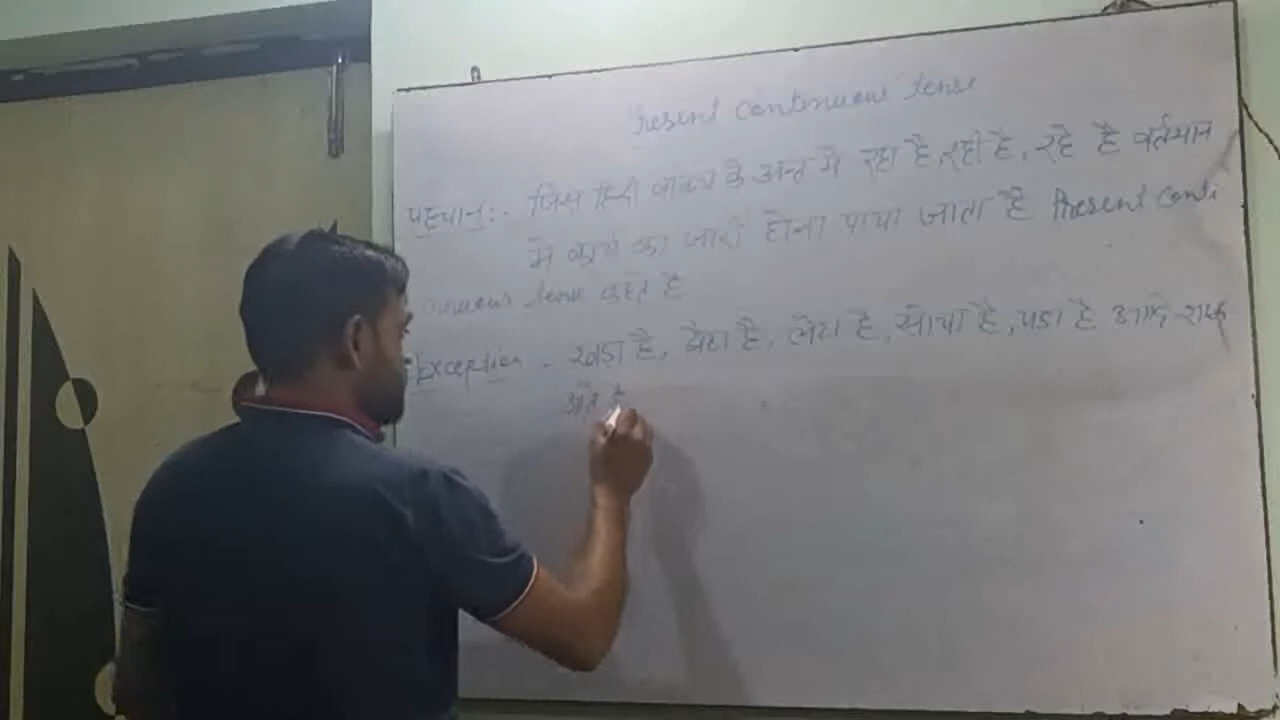 Present Continuous tense
पहचान :- जिस हिन्दी वाक्य के अन्त में रहा है, रही है, रहे है वर्तमान
में कार्य का जारी होना पाया जाता है Present Conti
nuous tense कहते है
Exception - खड़ा है, बैठा है, लेटा है, सोया है, पड़ा है आदि शब्द